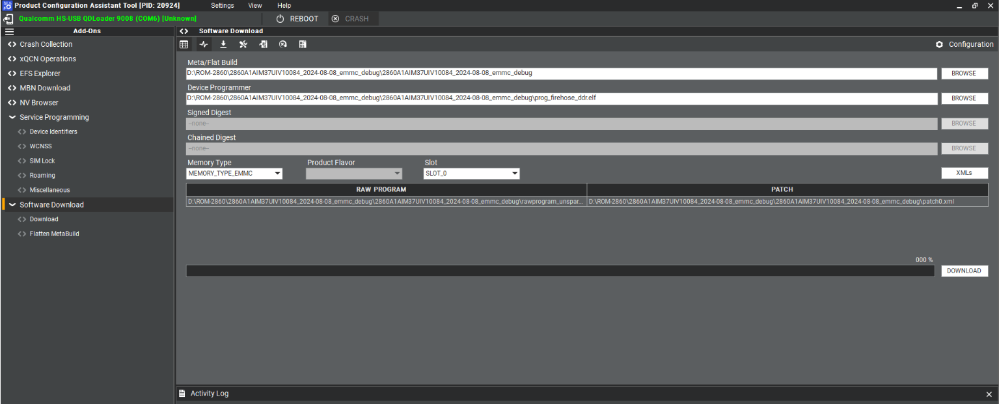 Product Configuration Assistant Tool [PID: 20924] Settings View Help
Qualcomm HS-USB QDLoader 9008 (COM6) [Unknown] REBOOT CRASH
Add-Ons
Software Download
Crash Collection
xQCN Operations
EFS Explorer
MBN Download
NV Browser
Service Programming
Device Identifiers
WCNSS
SIM Lock
Roaming
Miscellaneous
Software Download
Download
Flatten MetaBuild
Configuration
Meta/Flat Build
D:\ROM-2860\2860A1AIM37UIV10084_2024-08-08_emmc_debug\2860A1AIM37UIV10084_2024-08-08_emmc_debug BROWSE
Device Programmer
D:\ROM-2860\2860A1AIM37UIV10084_2024-08-08_emmc_debug\2860A1AIM37UIV10084_2024-08-08_emmc_debug\prog_firehose_ddr.elf BROWSE
Signed Digest
--none-- BROWSE
Chained Digest
--none-- BROWSE
Memory Type Product Flavor Slot
MEMORY_TYPE_EMMC SLOT_0 XMLs
RAW PROGRAM PATCH
D:\ROM-2860\2860A1AIM37UIV10084_2024-08-08_emmc_debug\2860A1AIM37UIV10084_2024-08-08_emmc_debug\rawprogram_unspar... D:\ROM-2860\2860A1AIM37UIV10084_2024-08-08_emmc_debug\2860A1AIM37UIV10084_2024-08-08_emmc_debug\patch0.xml
000 %
DOWNLOAD
Activity Log